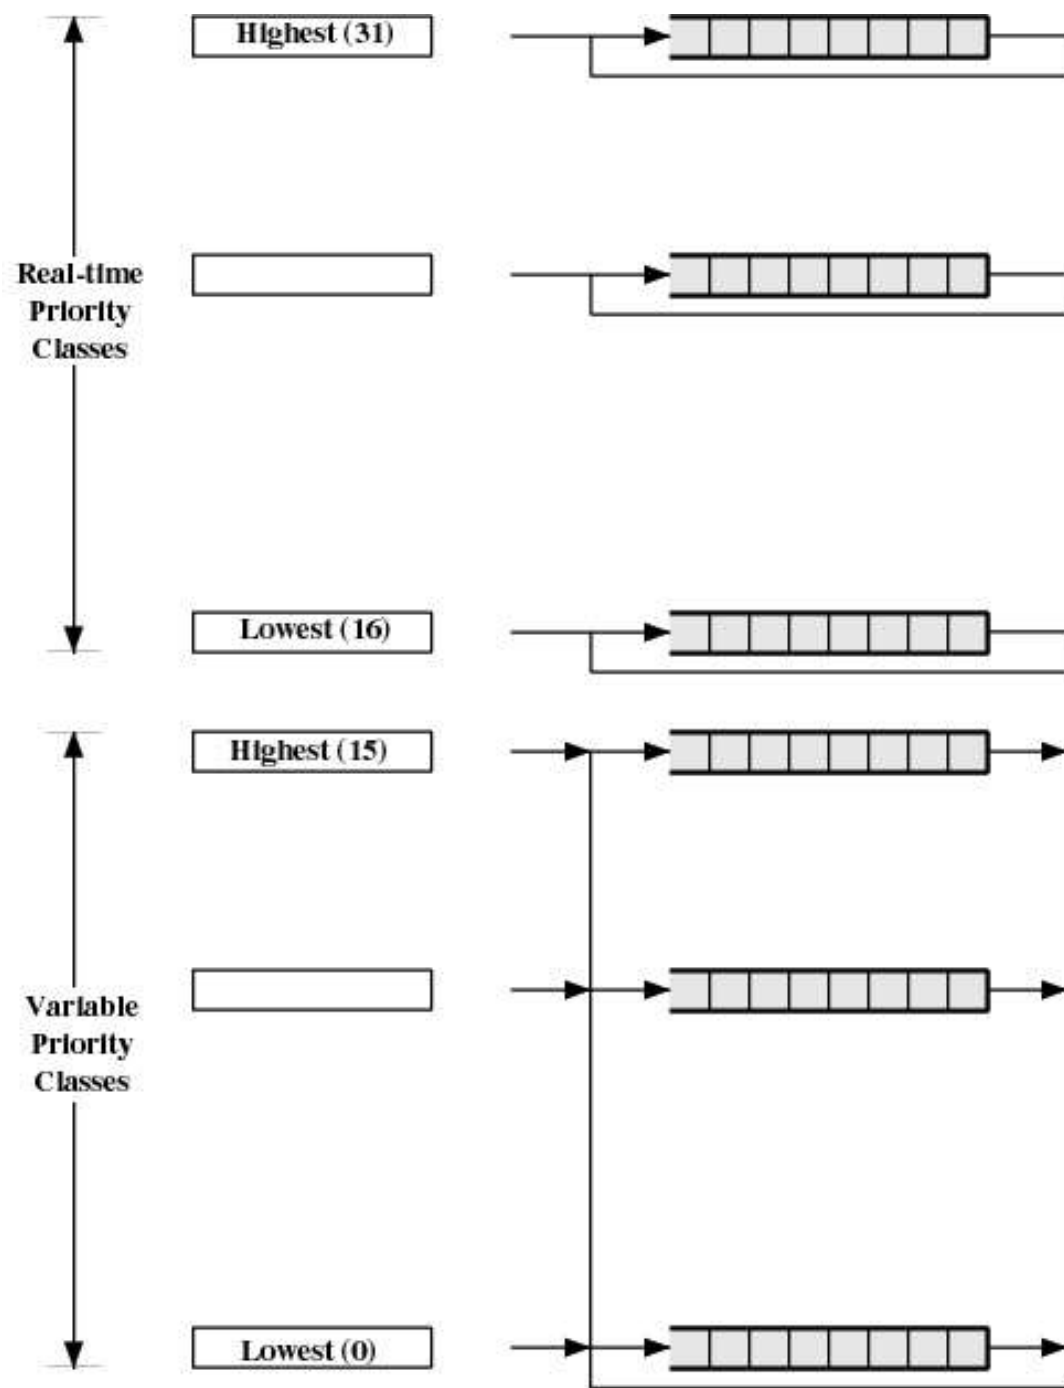 Highest (31)
Real-time
Priority
Classes
Lowest (16)
Highest (15)
Variable
Priority
Classes
Lowest (0)